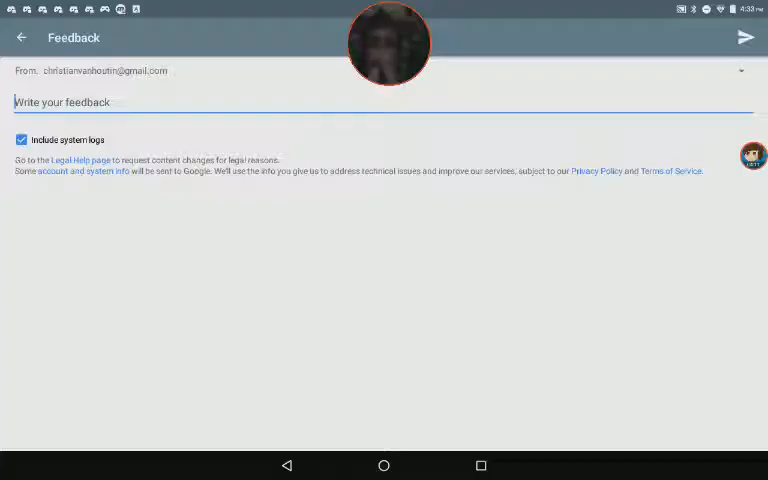 4:33 PM
Feedback
From: christianvanhoutin@gmail.com
Write your feedback
Include system logs
Go to the Legal Help page to request content changes for legal reasons.
Some account and system info will be sent to Google. We'll use the info you give us to address technical issues and improve our services, subject to our Privacy Policy and Terms of Service.